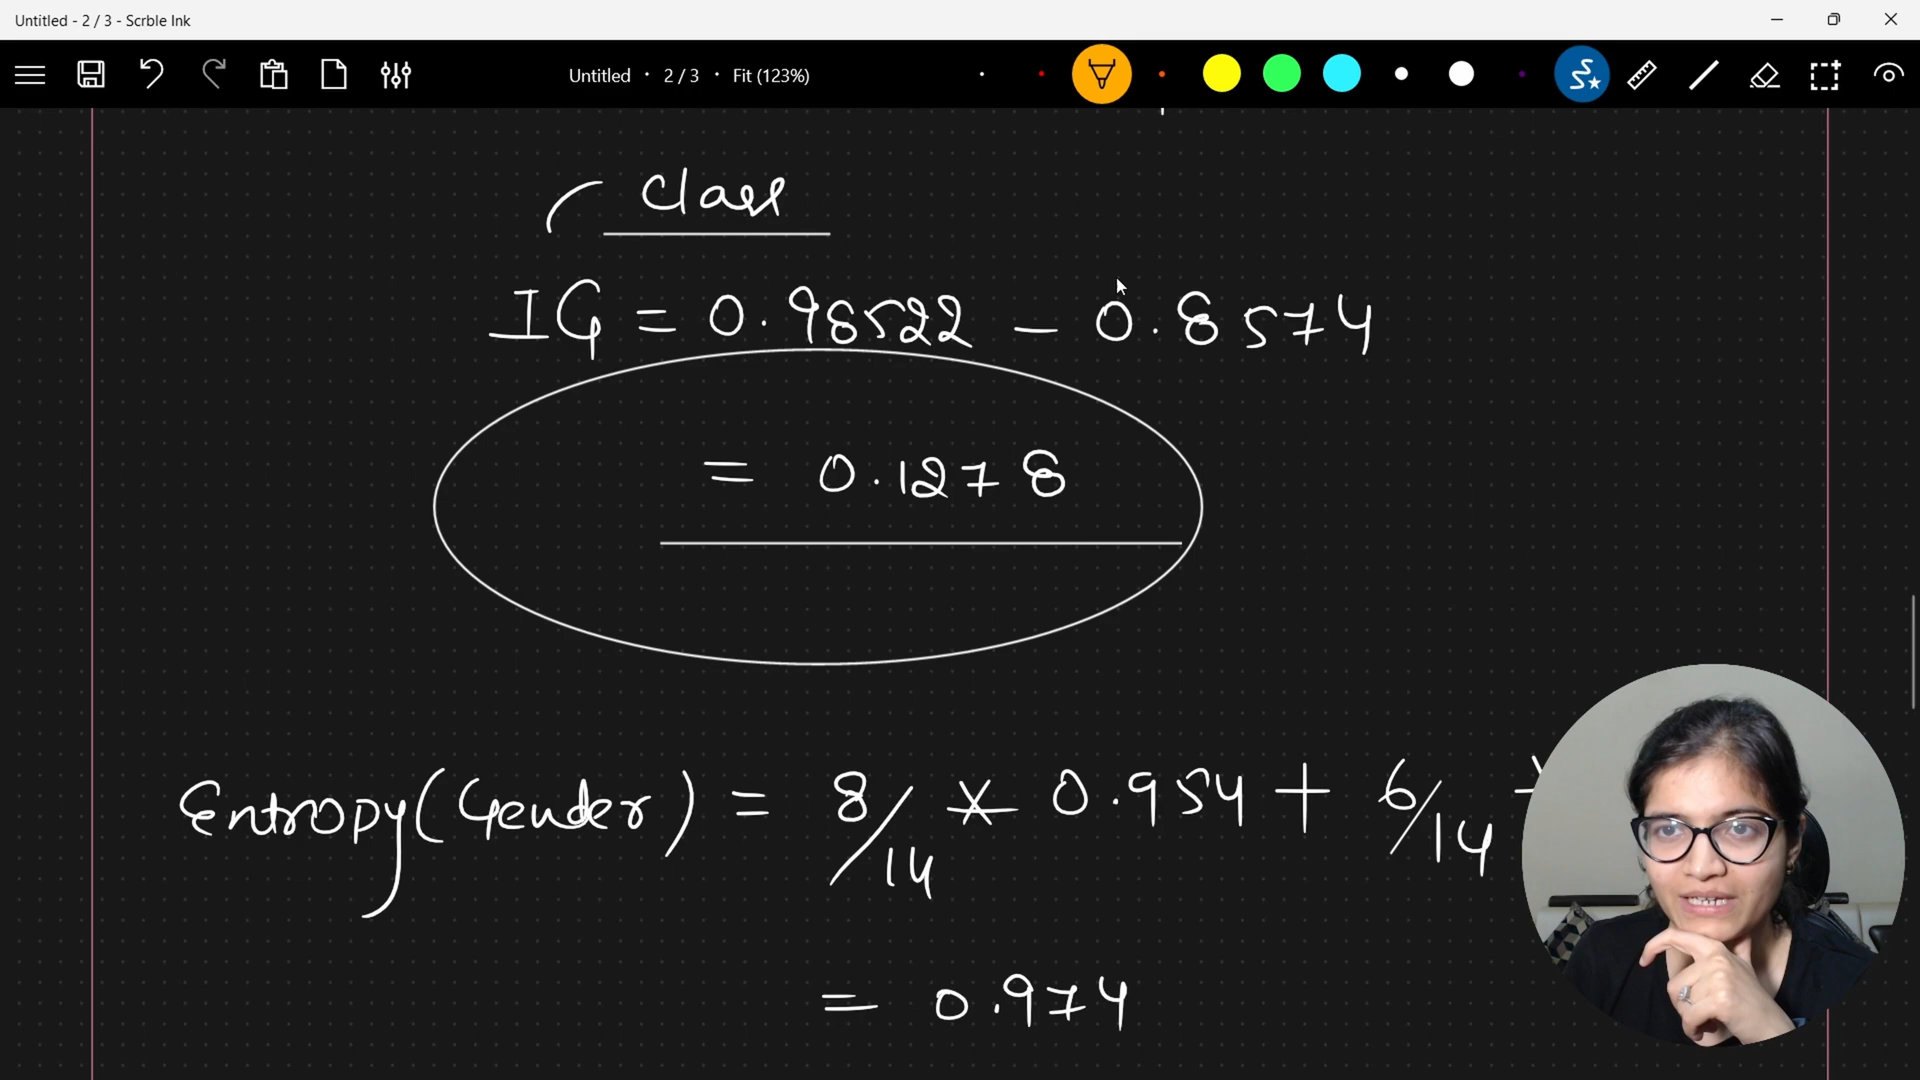 Untitled - 2 / 3 - Scrble Ink
Untitled • 2 / 3 • Fit (123%)
Class
IG = 0.98522 - 0.8574
= 0.1278
Entropy(Gender) = 8/14 * 0.954 + 6/14
= 0.974